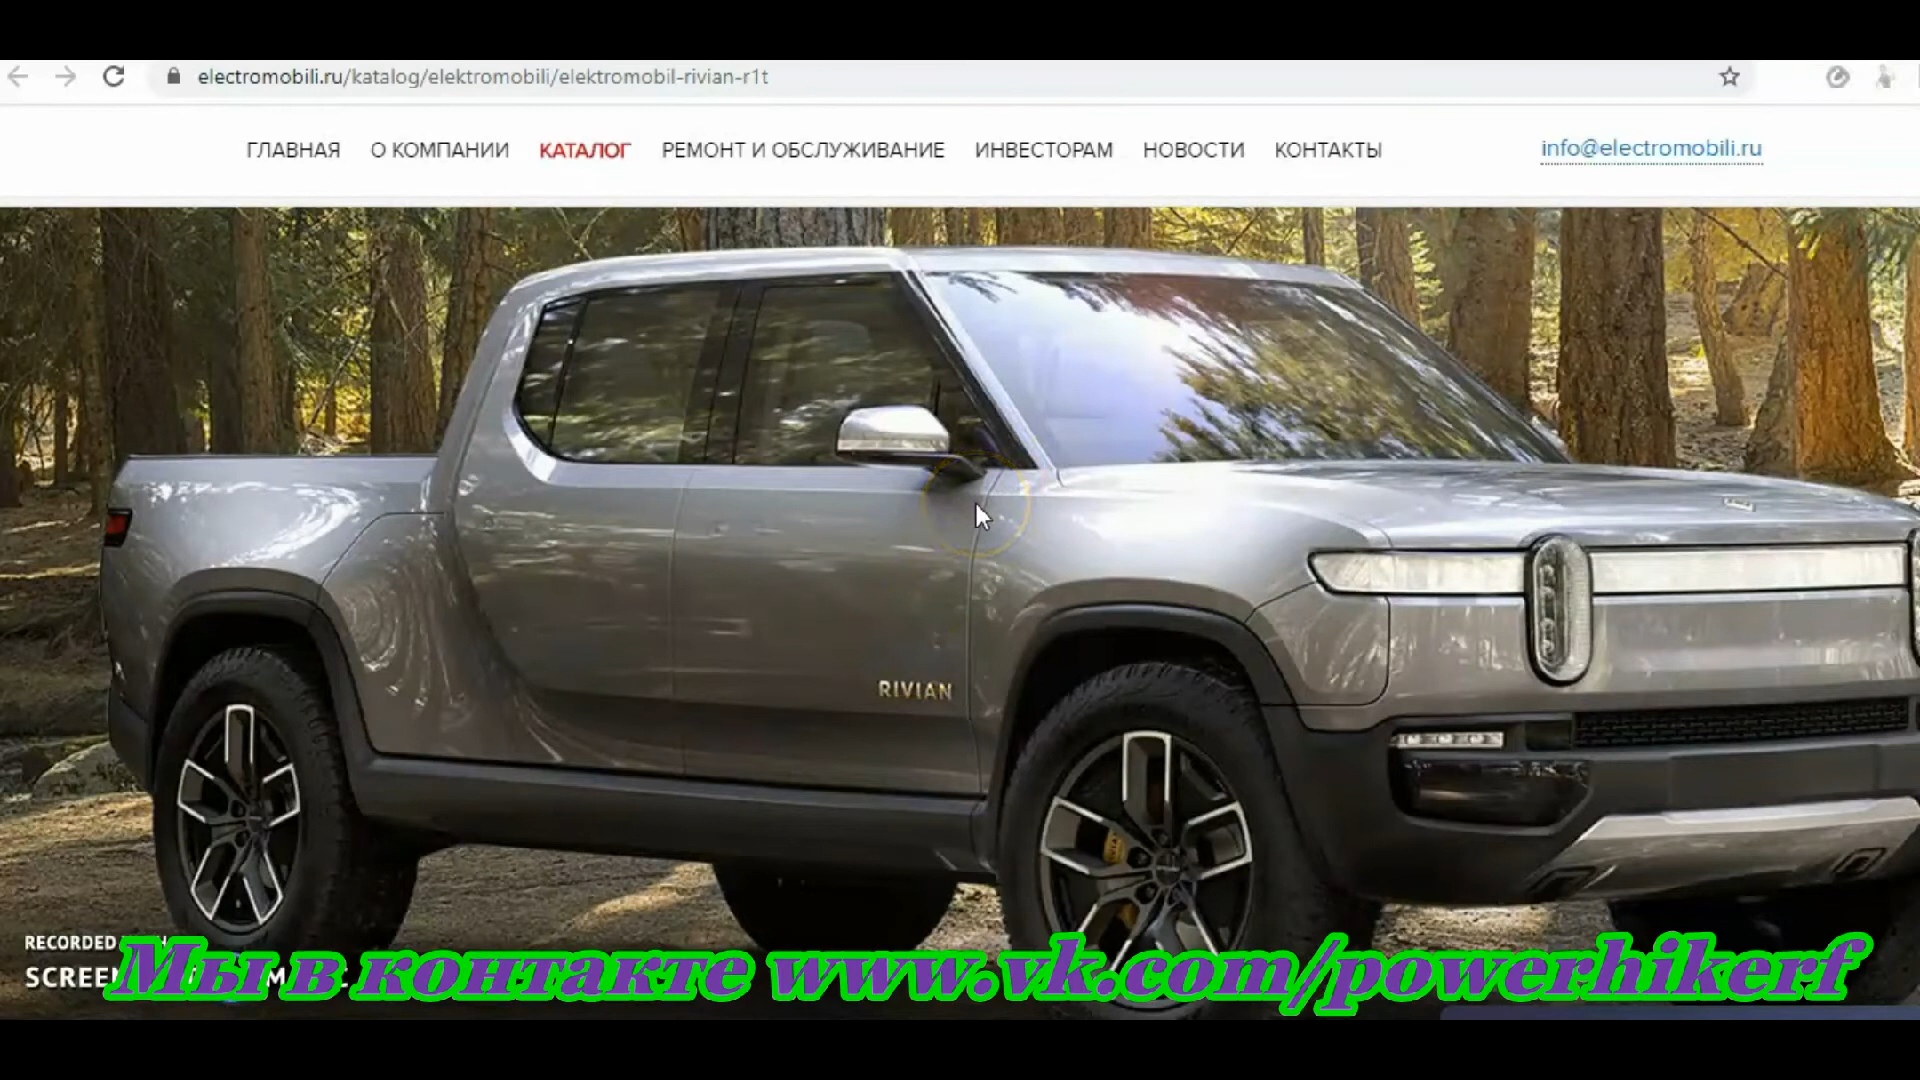 electromobili.ru/katalog/elektromobili/elektromobil-rivian-r1t
ГЛАВНАЯ О КОМПАНИИ КАТАЛОГ РЕМОНТ И ОБСЛУЖИВАНИЕ ИНВЕСТОРАМ НОВОСТИ КОНТАКТЫ info@electromobili.ru
RIVIAN
RECORDED
Мы в контакте www.vk.com/powerhikerf